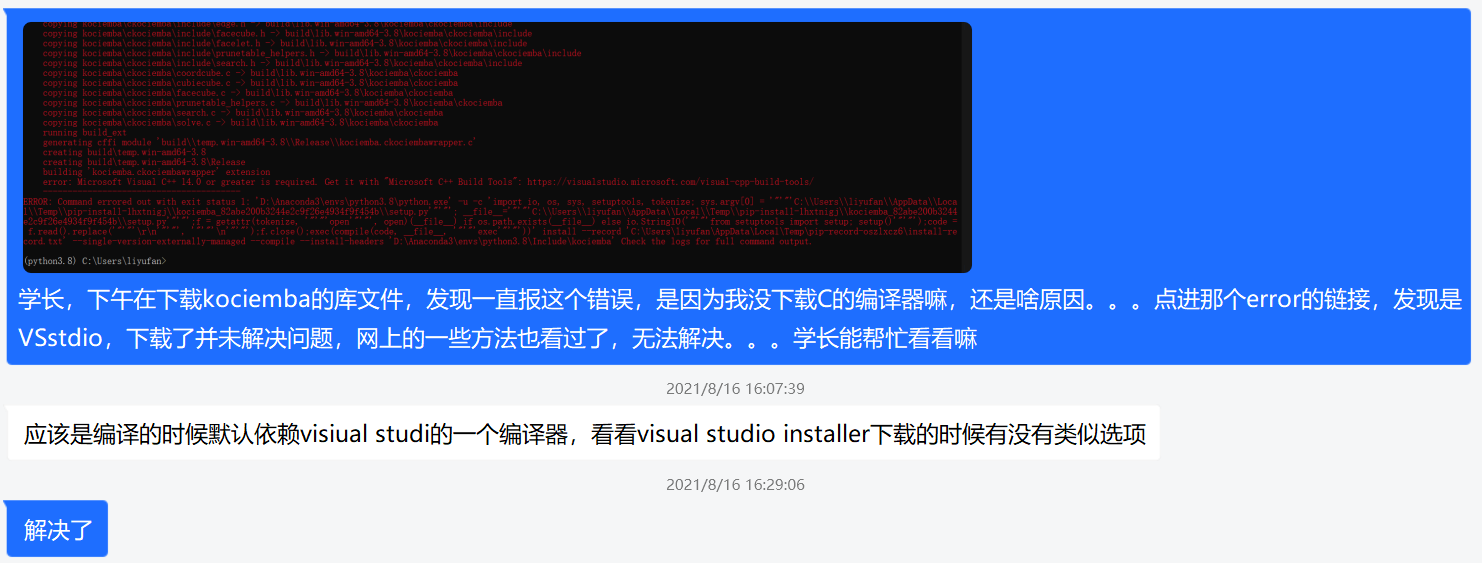 copying kociemba\ckociemba\include\edge.h -> build\lib.win-amd64-3.8\kociemba\ckociemba\include
copying kociemba\ckociemba\include\facecube.h -> build\lib.win-amd64-3.8\kociemba\ckociemba\include
copying kociemba\ckociemba\include\facelet.h -> build\lib.win-amd64-3.8\kociemba\ckociemba\include
copying kociemba\ckociemba\include\prunetable_helpers.h -> build\lib.win-amd64-3.8\kociemba\ckociemba\include
copying kociemba\ckociemba\include\search.h -> build\lib.win-amd64-3.8\kociemba\ckociemba\include
copying kociemba\ckociemba\coordcube.c -> build\lib.win-amd64-3.8\kociemba\ckociemba
copying kociemba\ckociemba\cubiecube.c -> build\lib.win-amd64-3.8\kociemba\ckociemba
copying kociemba\ckociemba\facecube.c -> build\lib.win-amd64-3.8\kociemba\ckociemba
copying kociemba\ckociemba\prunetable_helpers.c -> build\lib.win-amd64-3.8\kociemba\ckociemba
copying kociemba\ckociemba\search.c -> build\lib.win-amd64-3.8\kociemba\ckociemba
copying kociemba\ckociemba\solve.c -> build\lib.win-amd64-3.8\kociemba\ckociemba
running build_ext
generating cffi module 'build\\temp.win-amd64-3.8\\Release\\kociemba.ckociembawrapper.c'
creating build\temp.win-amd64-3.8
creating build\temp.win-amd64-3.8\Release
building 'kociemba.ckociembawrapper' extension
error: Microsoft Visual C++ 14.0 or greater is required. Get it with "Microsoft C++ Build Tools": https://visualstudio.microsoft.com/visual-cpp-build-tools/
----------------------------------------
ERROR: Command errored out with exit status 1: 'D:\Anaconda3\envs\python3.8\python.exe' -u -c 'import io, os, sys, setuptools, tokenize; sys.argv[0] = '"'"'C:\\Users\\liyufan\\AppData\\Loca
l\\Temp\\pip-install-
setup.py'"'"'; __file__='"'"'C:\\Users\\liyufan\\AppData\\Local\\Temp\\pip-install-
setup.py'"'"';f = getattr(tokenize, '"'"'open'"'"', open)(__file__) if os.path.exists(__file__) else io.StringIO('"'"'from setuptools import setup; setup()'"'"');code =
f.read().replace('"'"'\r\n'"'"', '"'"'\n'"'"');f.close();exec(compile(code, __file__, '"'"'exec'"'"'))' install --record 'C:\Users\liyufan\AppData\Local\Temp\
cord.txt' --single-version-externally-managed --compile --install-headers 'D:\Anaconda3\envs\python3.8\Include\kociemba' Check the logs for full command output.
(python3.8) C:\Users\liyufan>
学长，下午在下载kociemba的库文件，发现一直报这个错误，是因为我没下载C的编译器嘛，还是啥原因。。。点进那个error的链接，发现是
VSstdio，下载了并未解决问题，网上的一些方法也看过了，无法解决。。。学长能帮忙看看嘛
2021/8/16 16:07:39
应该是编译的时候默认依赖visiual studi的一个编译器，看看visual studio installer下载的时候有没有类似选项
2021/8/16 16:29:06
解决了